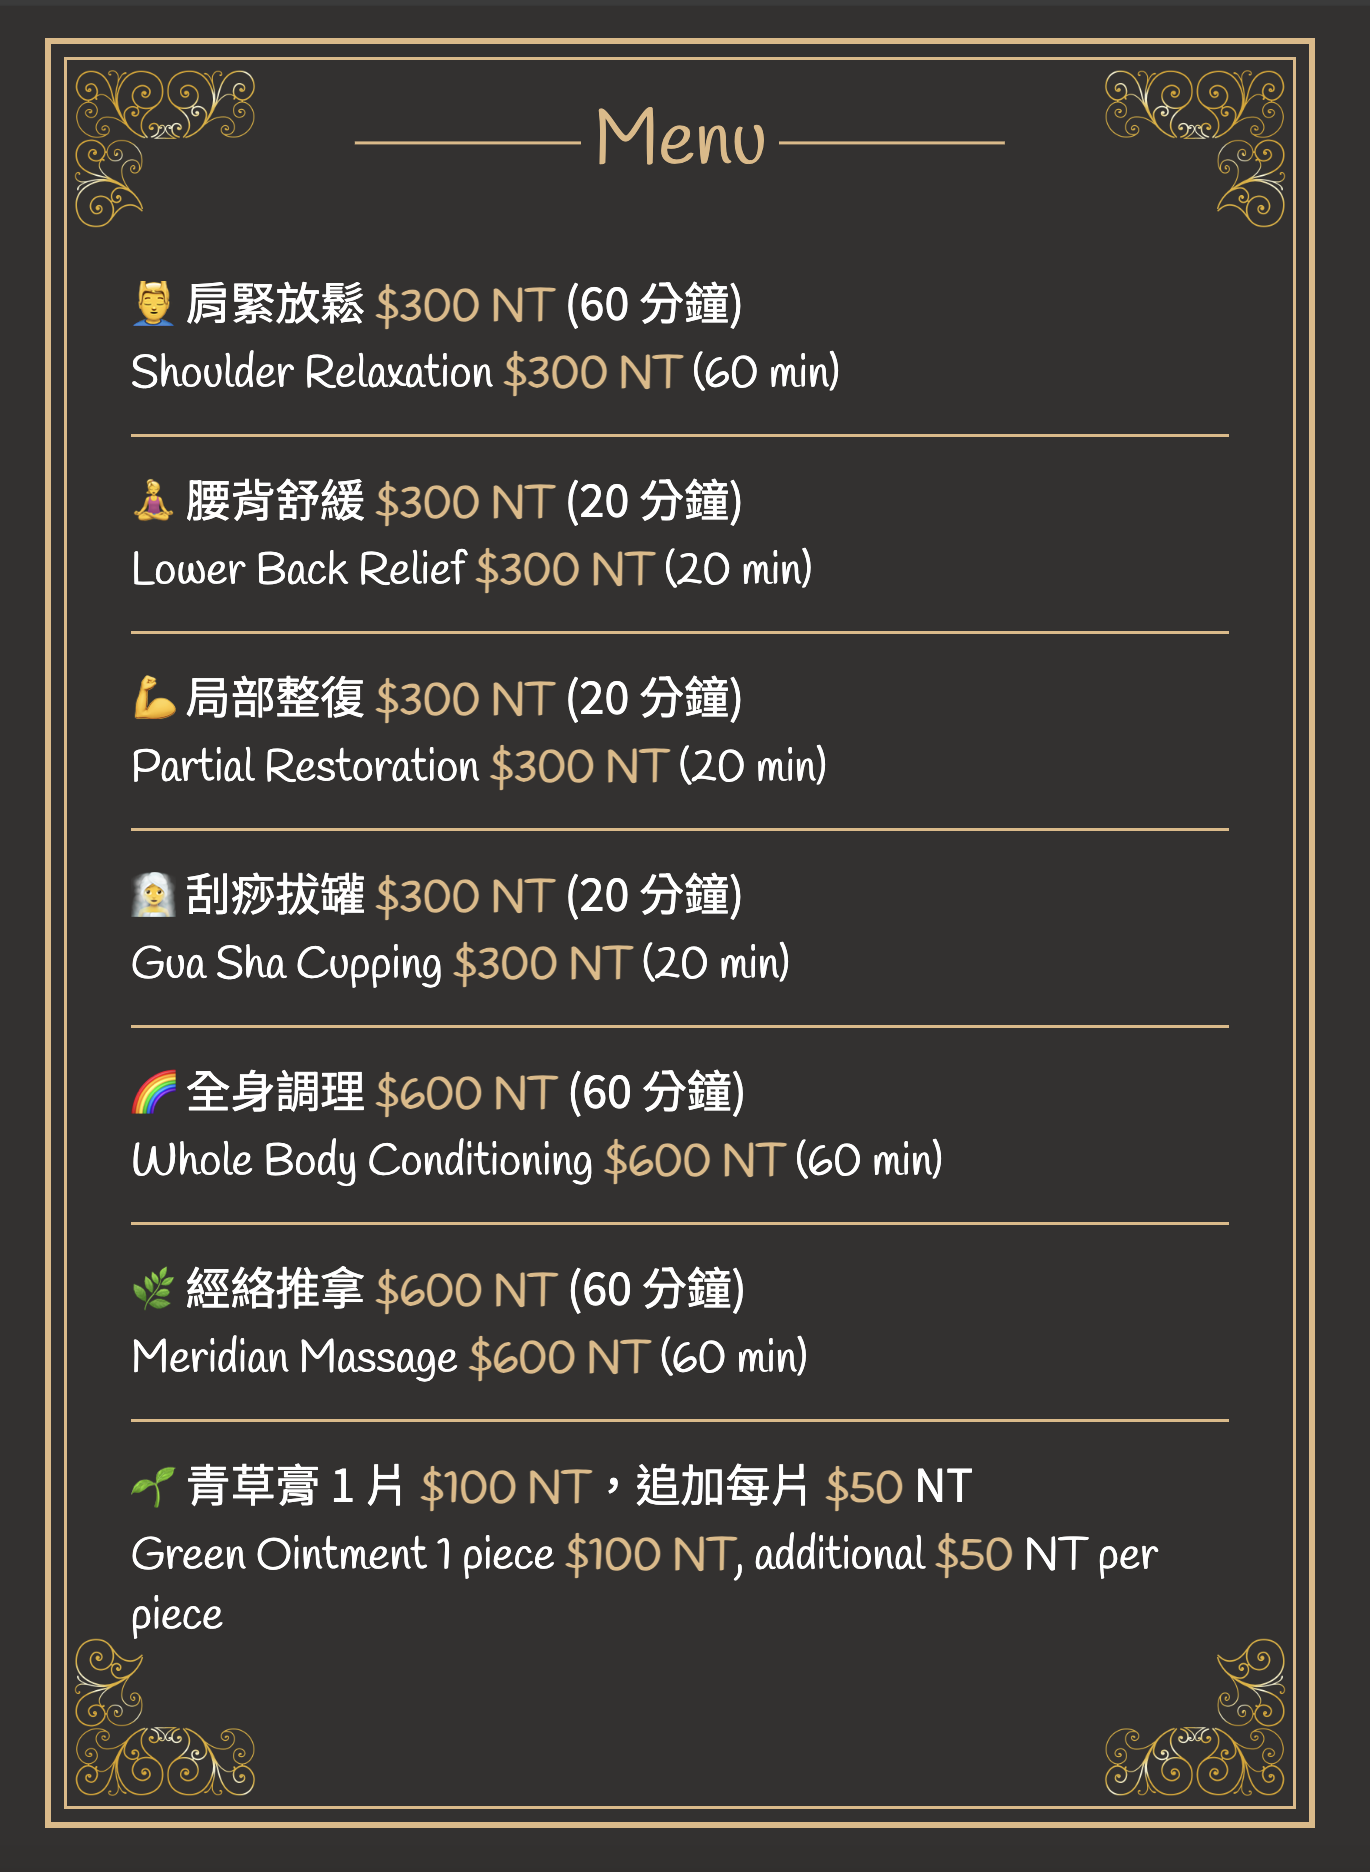 Menu
肩緊放鬆 $300 NT (60 分鐘)
Shoulder Relaxation $300 NT (60 min)
腰背舒緩 $300 NT (20 分鐘)
Lower Back Relief $300 NT (20 min)
局部整復 $300 NT (20 分鐘)
Partial Restoration $300 NT (20 min)
刮痧拔罐 $300 NT (20 分鐘)
Gua Sha Cupping $300 NT (20 min)
全身調理 $600 NT (60 分鐘)
Whole Body Conditioning $600 NT (60 min)
經絡推拿 $600 NT (60 分鐘)
Meridian Massage $600 NT (60 min)
青草膏 1 片 $100 NT，追加每片 $50 NT
Green Ointment 1 piece $100 NT, additional $50 NT per
piece